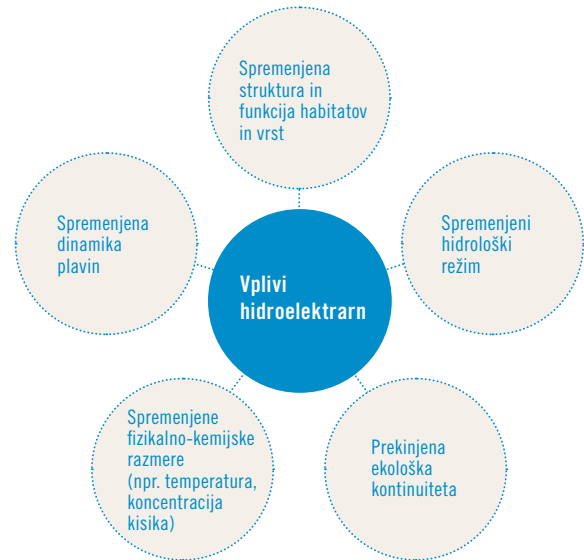 Spremenjena
struktura in
funkcija habitatov
in vrst
Spremenjena
dinamika
plavin
Spremenjeni
hidrološki
režim
Vplivi
hidroelektrarn
Spremenjene
fizikalno-kemijske
razmere
(npr. temperatura,
koncentracija
kisika)
Prekinjena
ekološka
kontinuiteta